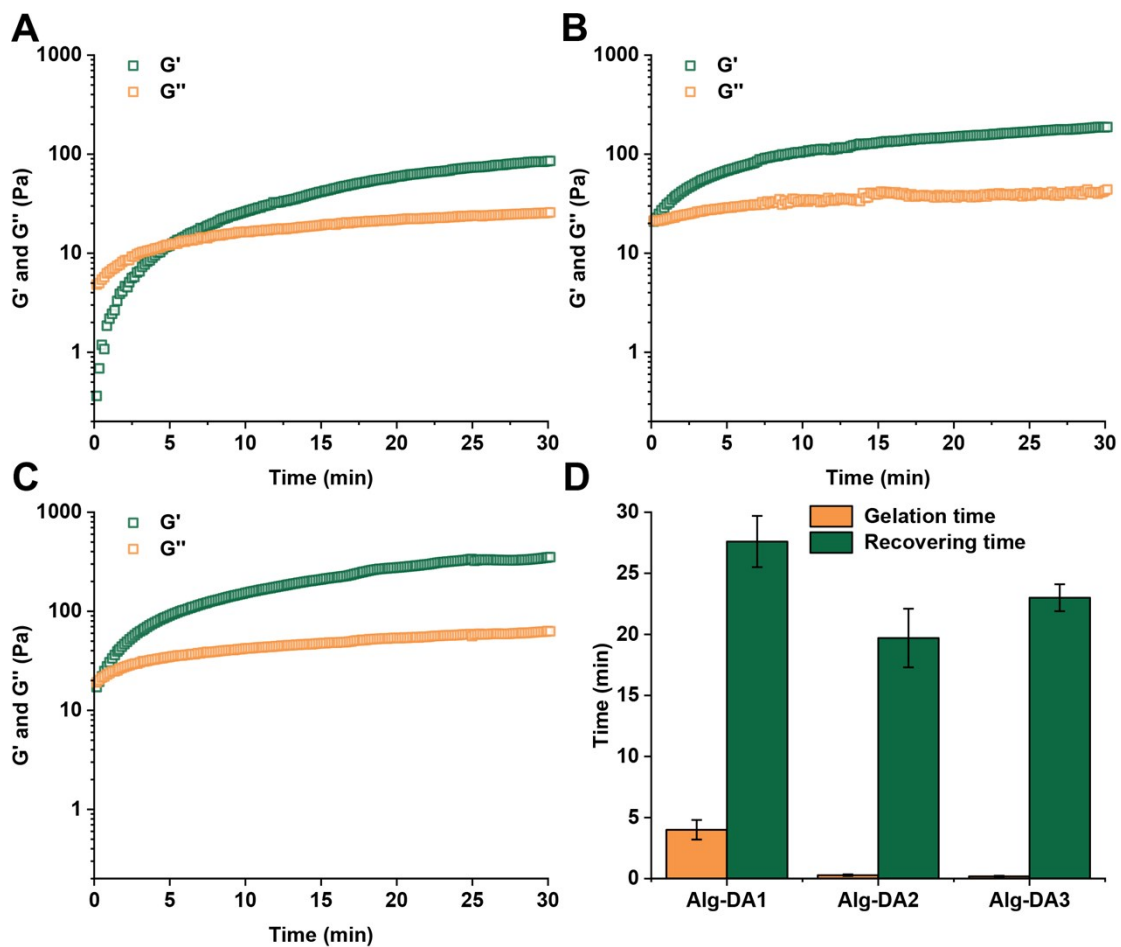 A
1000
100
10
1
G' and G'' (Pa)
G'
G''
0 5 10 15 20 25 30
Time (min)
B
1000
100
10
1
G' and G'' (Pa)
G'
G''
0 5 10 15 20 25 30
Time (min)
C
1000
100
10
1
G' and G'' (Pa)
G'
G''
0 5 10 15 20 25 30
Time (min)
D
30
25
20
15
10
5
0
Time (min)
Gelation time
Recovering time
Alg-DA1 Alg-DA2 Alg-DA3